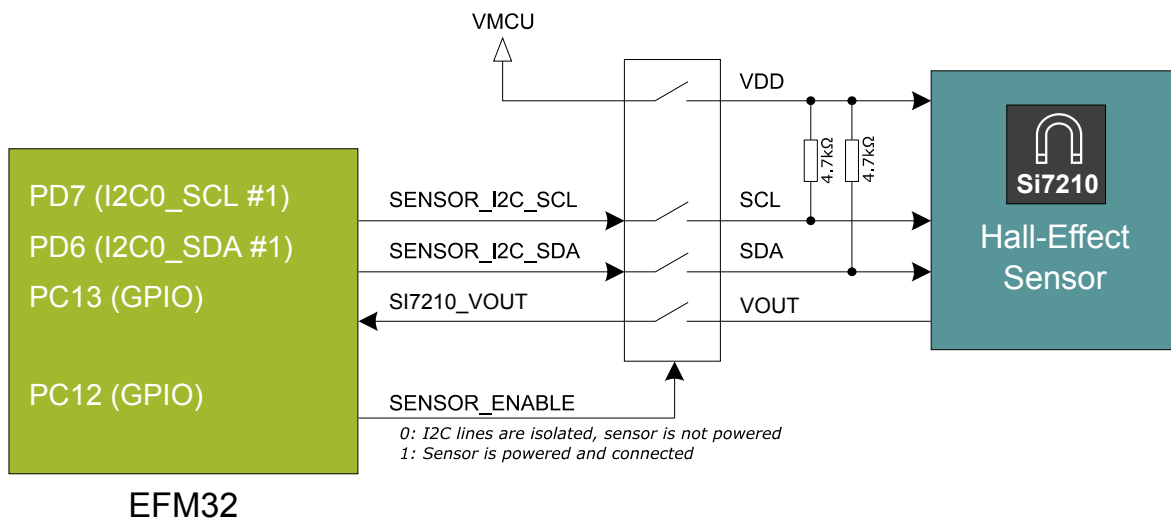 VMCU
VDD
4.7kΩ
4.7kΩ
Si7210
PD7 (I2C0_SCL #1)
SENSOR_I2C_SCL
SCL
PD6 (I2C0_SDA #1)
SENSOR_I2C_SDA
SDA
Hall-Effect
Sensor
PC13 (GPIO)
SI7210_VOUT
VOUT
PC12 (GPIO)
SENSOR_ENABLE
0: I2C lines are isolated, sensor is not powered
1: Sensor is powered and connected
EFM32